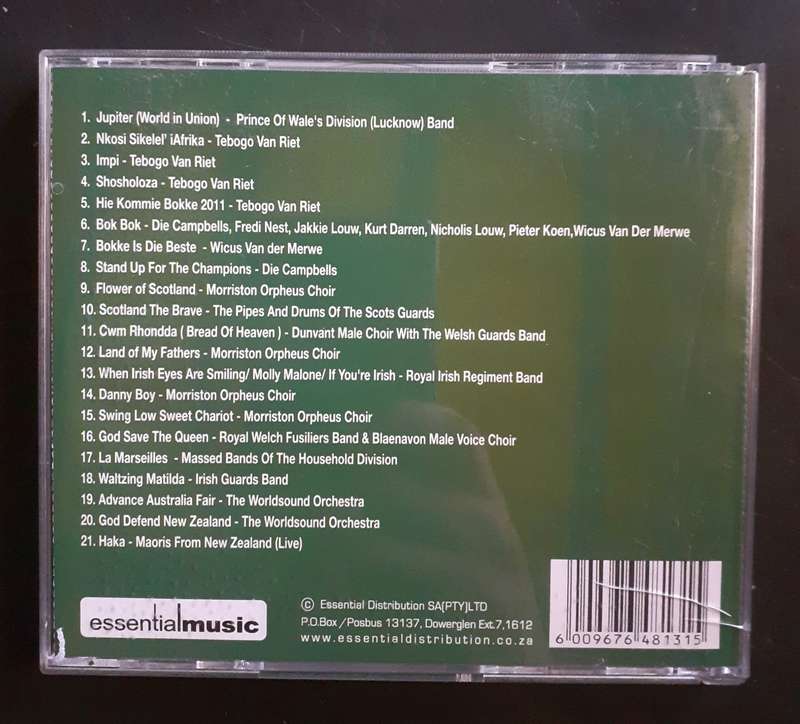 1. Jupiter (World in Union) - Prince Of Wale's Division (Lucknow) Band
2. Nkosi Sikelel' iAfrika - Tebogo Van Riet
3. Impi - Tebogo Van Riet
4. Shosholoza - Tebogo Van Riet
5. Hie Kommie Bokke 2011 - Tebogo Van Riet
6. Bok Bok - Die Campbells, Fredi Nest, Jakkie Louw, Kurt Darren, Nicholis Louw, Pieter Koen,Wicus Van Der Merwe
7. Bokke Is Die Beste - Wicus Van der Merwe
8. Stand Up For The Champions - Die Campbells
9. Flower of Scotland - Morriston Orpheus Choir
10. Scotland The Brave - The Pipes And Drums Of The Scots Guards
11. Cwm Rhondda ( Bread Of Heaven ) - Dunvant Male Choir With The Welsh Guards Band
12. Land of My Fathers - Morriston Orpheus Choir
13. When Irish Eyes Are Smiling/ Molly Malone/ If You're Irish - Royal Irish Regiment Band
14. Danny Boy - Morriston Orpheus Choir
15. Swing Low Sweet Chariot - Morriston Orpheus Choir
16. God Save The Queen - Royal Welch Fusiliers Band & Blaenavon Male Voice Choir
17. La Marseilles - Massed Bands Of The Household Division
18. Waltzing Matilda - Irish Guards Band
19. Advance Australia Fair - The Worldsound Orchestra
20. God Defend New Zealand - The Worldsound Orchestra
21. Haka - Maoris From New Zealand (Live)
essentialmusic
© Essential Distribution SA(PTY)LTD
P.O.Box /Posbus 13137, Dowerglen Ext.7,1612
www.essentialdistribution.co.za
6 009676 481315